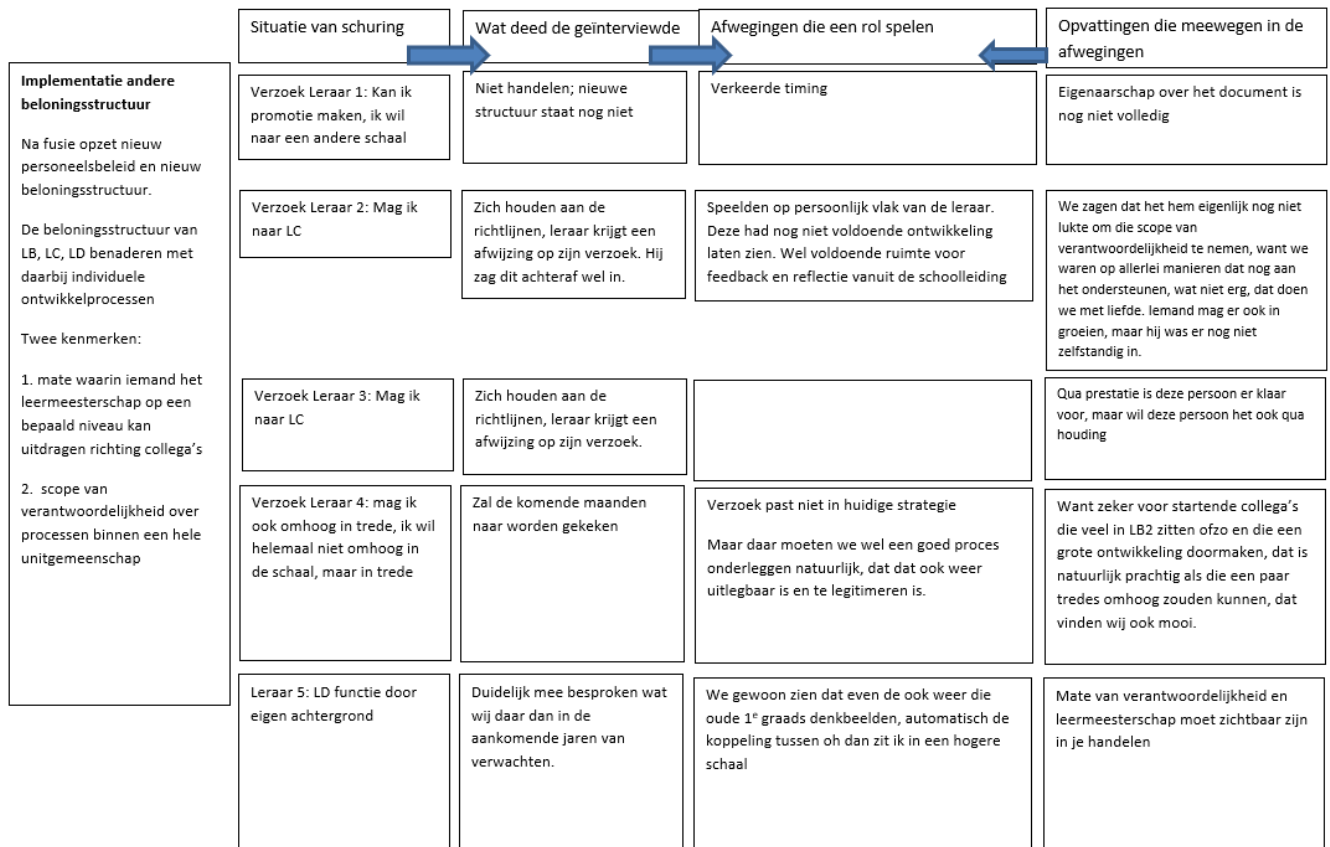 Situatie van schuring
Wat deed de geïnterviewde
Afwegingen die een rol spelen
Opvattingen die meewegen in de
afwegingen
Implementatie andere
beloningsstructuur
Na fusie opzet nieuw
personeelsbeleid en nieuw
beloningsstructuur.
De beloningsstructuur van
LB, LC, LD benaderen met
daarbij individuele
ontwikkelprocessen
Twee kenmerken:
1. mate waarin iemand het
leermeesterschap op een
bepaald niveau kan
uitdragen richting collega's
2. scope van
verantwoordelijkheid over
processen binnen een hele
unitgemeenschap
Verzoek Leraar 1: Kan ik
promotie maken, ik wil
naar een andere schaal
Niet handelen; nieuwe
structuur staat nog niet
Verkeerde timing
Eigenaarschap over het document is
nog niet volledig
Verzoek Leraar 2: Mag ik
naar LC
Zich houden aan de
richtlijnen, leraar krijgt een
afwijzing op zijn verzoek. Hij
zag dit achteraf wel in.
Speelden op persoonlijk vlak van de leraar.
Deze had nog niet voldoende ontwikkeling
laten zien. Wel voldoende ruimte voor
feedback en reflectie vanuit de schoolleiding
We zagen dat het hem eigenlijk nog niet
lukte om die scope van
verantwoordelijkheid te nemen, want we
waren op allerlei manieren dat nog aan
het ondersteunen, wat niet erg, dat doen
we met liefde. Iemand mag er ook in
groeien, maar hij was er nog niet
zelfstandig in.
Verzoek Leraar 3: Mag ik
naar LC
Zich houden aan de
richtlijnen, leraar krijgt een
afwijzing op zijn verzoek.
Qua prestatie is deze persoon er klaar
voor, maar wil deze persoon het ook qua
houding
Verzoek Leraar 4: mag ik
ook omhoog in trede, ik wil
helemaal niet omhoog in
de schaal, maar in trede
Zal de komende maanden
naar worden gekeken
Verzoek past niet in huidige strategie
Maar daar moeten we wel een goed proces
onderleggen natuurlijk, dat dat ook weer
uitlegbaar is en te legitimeren is.
Want zeker voor startende collega's
die veel in LB2 zitten ofzo en die een
grote ontwikkeling doormaken, dat is
natuurlijk prachtig als die een paar
tredes omhoog zouden kunnen, dat
vinden wij ook mooi.
Leraar 5: LD functie door
eigen achtergrond
Duidelijk mee besproken wat
wij daar dan in de
aankomende jaren van
verwachten.
We gewoon zien dat even de ook weer die
oude 1e graads denkbeelden, automatisch de
koppeling tussen oh dan zit ik in een hogere
schaal
Mate van verantwoordelijkheid en
leermeesterschap moet zichtbaar zijn
in je handelen